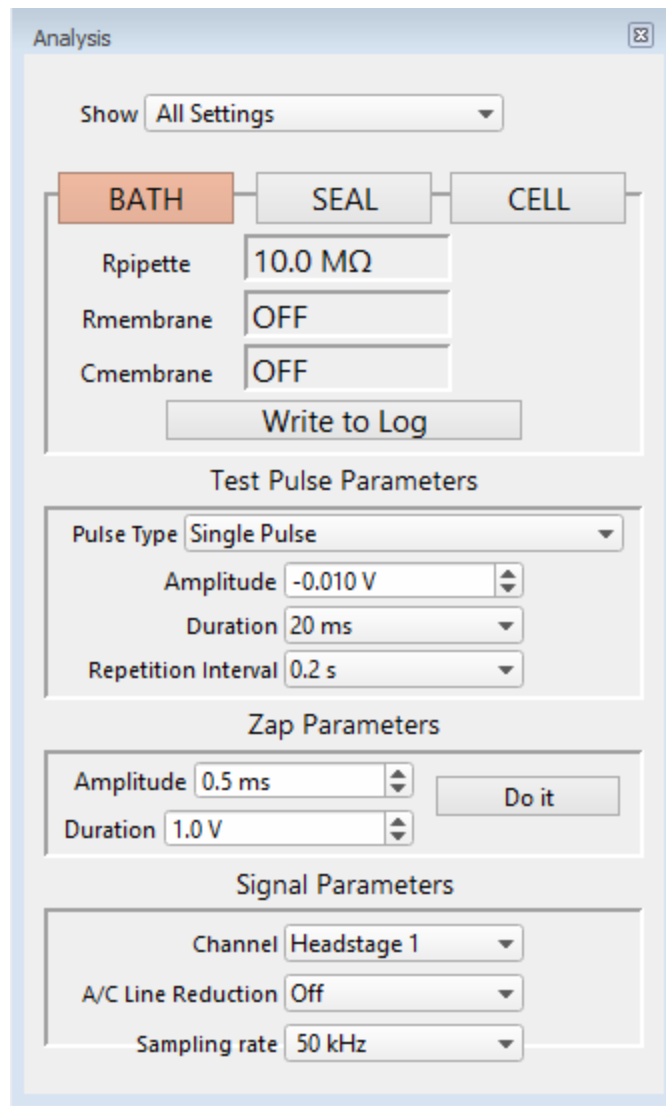 Analysis
Show All Settings
BATH SEAL CELL
Rpipette 10.0 MΩ
Rmembrane OFF
Cmembrane OFF
Write to Log
Test Pulse Parameters
Pulse Type Single Pulse
Amplitude -0.010 V
Duration 20 ms
Repetition Interval 0.2 s
Zap Parameters
Amplitude 0.5 ms
Do it
Duration 1.0 V
Signal Parameters
Channel Headstage 1
A/C Line Reduction Off
Sampling rate 50 kHz